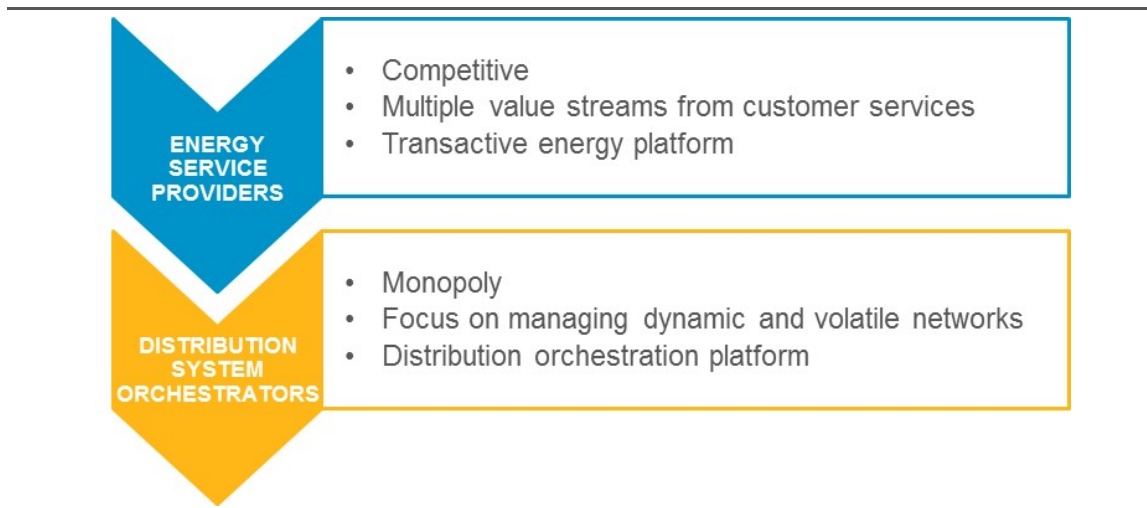 ENERGY
SERVICE
PROVIDERS
• Competitive
• Multiple value streams from customer services
• Transactive energy platform
DISTRIBUTION
SYSTEM
ORCHESTRATORS
• Monopoly
• Focus on managing dynamic and volatile networks
• Distribution orchestration platform